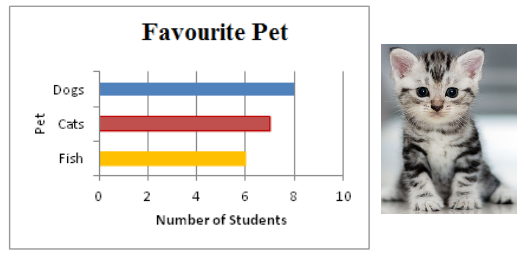 Favourite Pet
Pet
Dogs
Cats
Fish
0 2 4 6 8 10
Number of Students